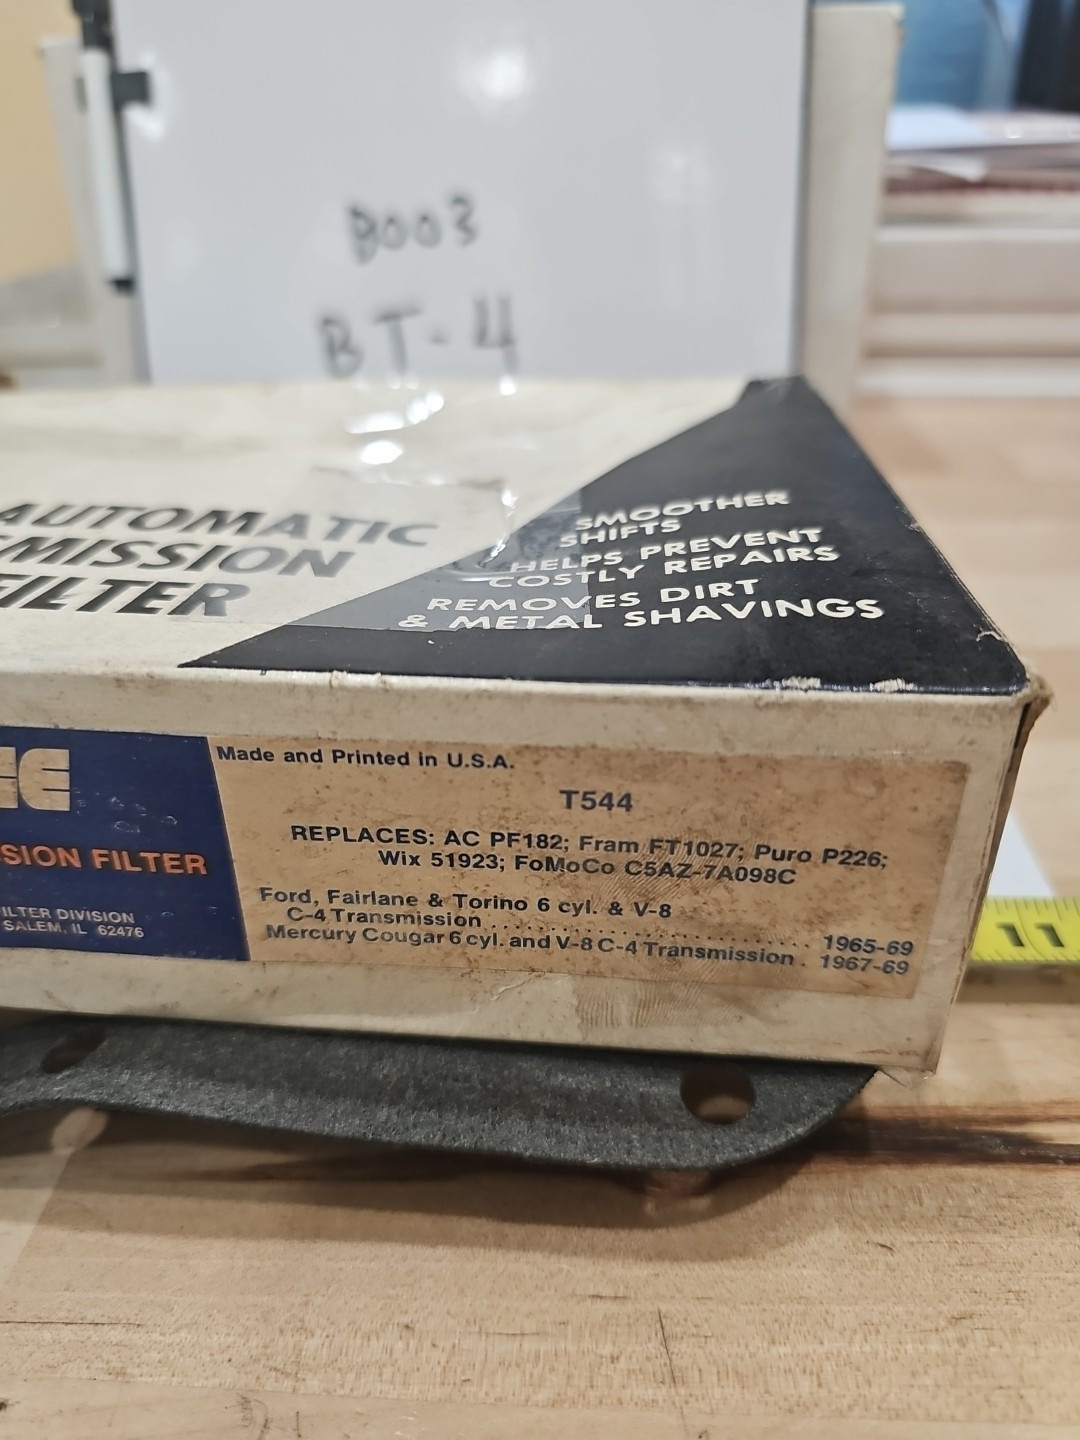 B003
BT-4
AUTOMATIC
FILTER
SMOOTHER
SHIFTS
HELPS PREVENT
COSTLY REPAIRS
REMOVES DIRT
& METAL SHAVINGS
FILTER
DIVISION
SALEM, IL 62476
Made and Printed in U.S.A.
T544
REPLACES: AC PF182; Fram FT1027; Puro P226;
Wix 51923; FoMoCo C5AZ-7A098C
Ford, Fairlane & Torino 6 cyl. & V-8
C-4 Transmission . . . . . . . . . . . . . . . . . . . . . . . . . . . 1965-69
Mercury Cougar 6 cyl. and V-8 C-4 Transmission . 1967-69
11